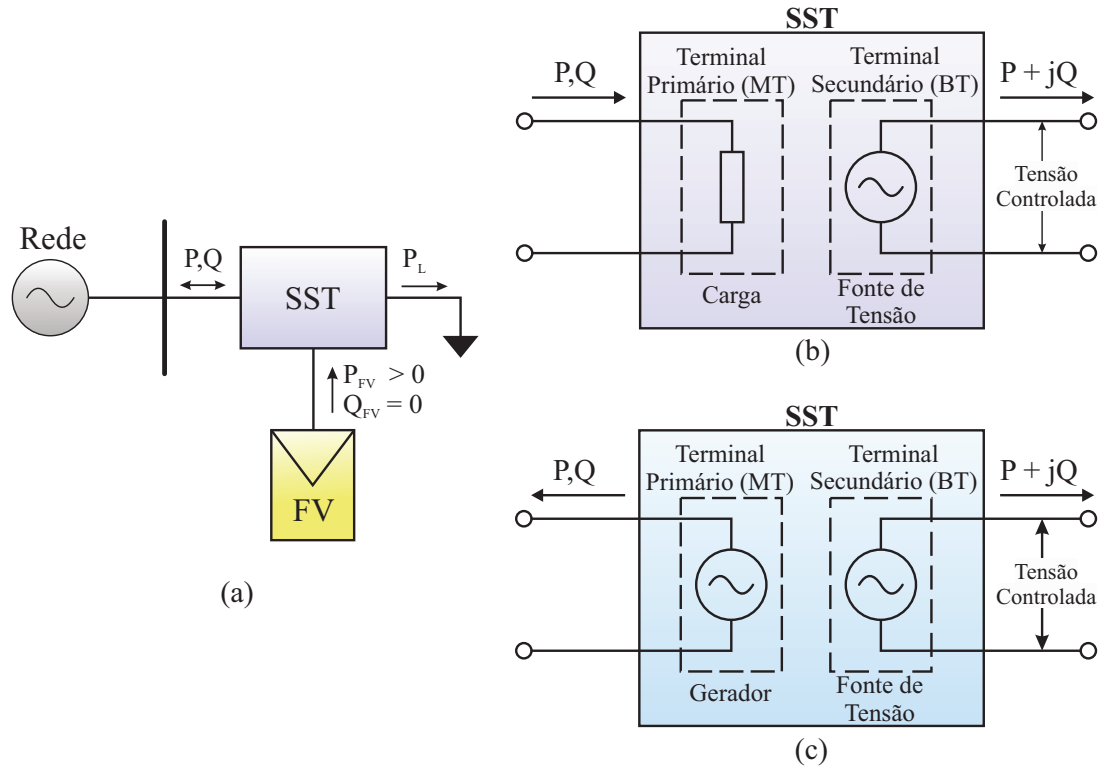 Rede
P,Q
SST
P_L
P_FV > 0
Q_FV = 0
FV
(a)
SST
Terminal
Primário (MT)
Terminal
Secundário (BT)
P,Q
P + jQ
Tensão
Controlada
Carga
Fonte de
Tensão
(b)
SST
Terminal
Primário (MT)
Terminal
Secundário (BT)
P,Q
P + jQ
Tensão
Controlada
Gerador
Fonte de
Tensão
(c)